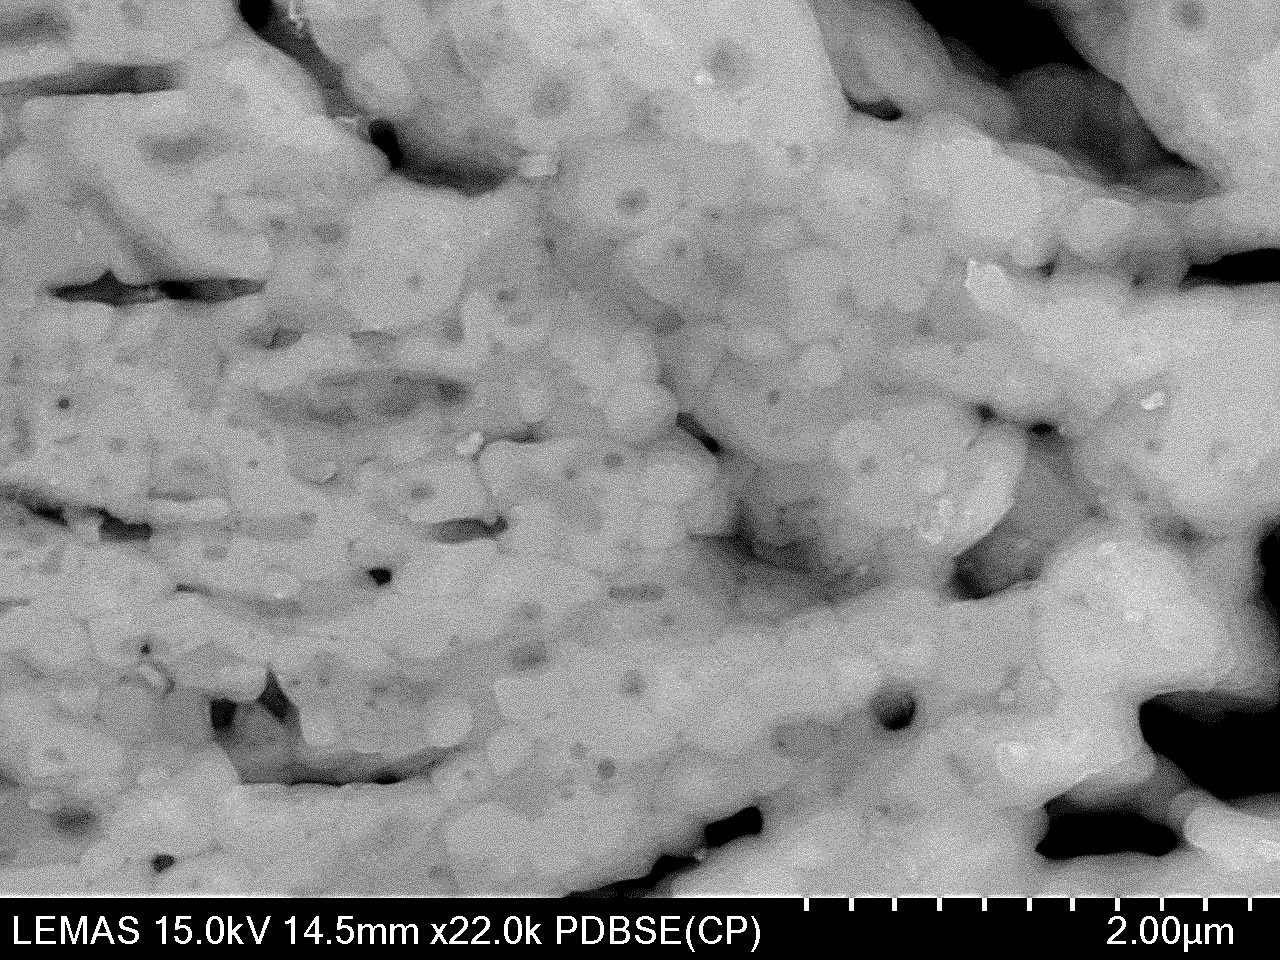 LEMAS 15.0kV 14.5mm x22.0k PDBSE(CP) 2.00μm